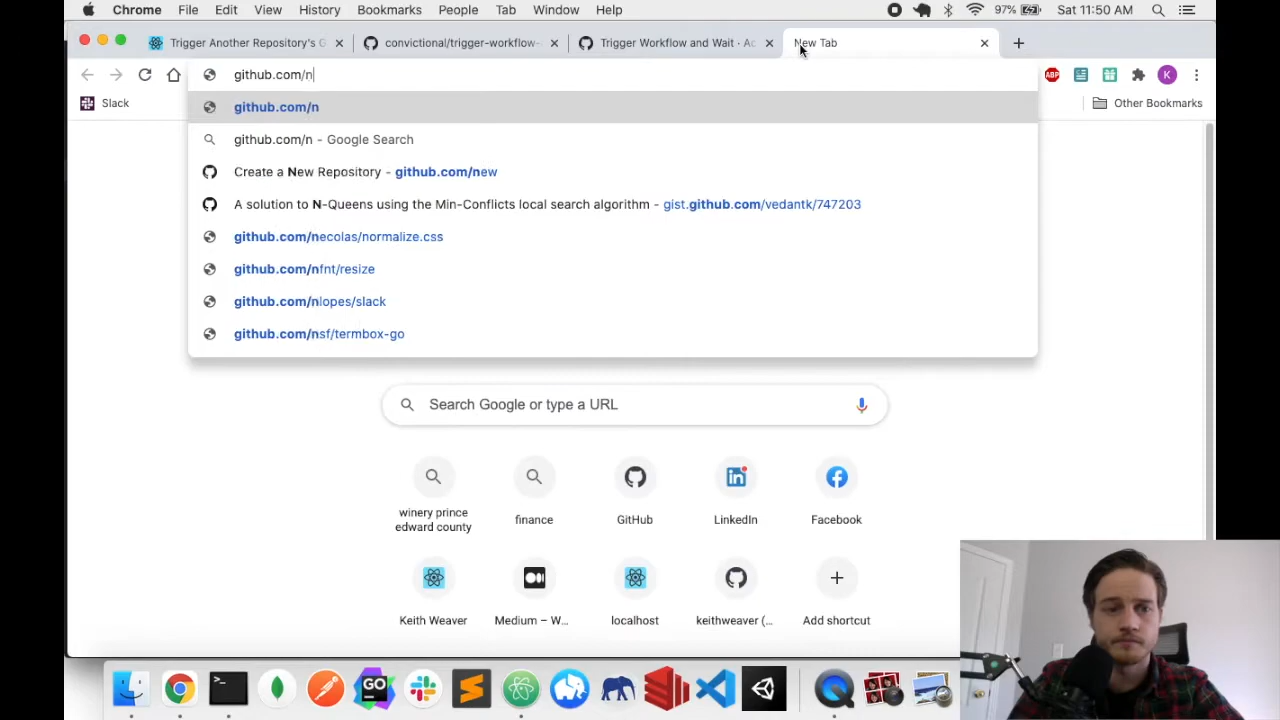 Chrome File Edit View History Bookmarks People Tab Window Help 97% Sat 11:50 AM
Trigger Another Repository's G convictional/trigger-workflow- Trigger Workflow and Wait · Ac New Tab
github.com/n ABP K
Slack Other Bookmarks
github.com/n
github.com/n - Google Search
Create a New Repository - github.com/new
A solution to N-Queens using the Min-Conflicts local search algorithm - gist.github.com/vedantk/747203
github.com/necolas/normalize.css
github.com/nfnt/resize
github.com/nlopes/slack
github.com/nsf/termbox-go
Search Google or type a URL
winery prince
edward county
finance GitHub LinkedIn Facebook
Keith Weaver Medium – W... localhost keithweaver (... Add shortcut
GO